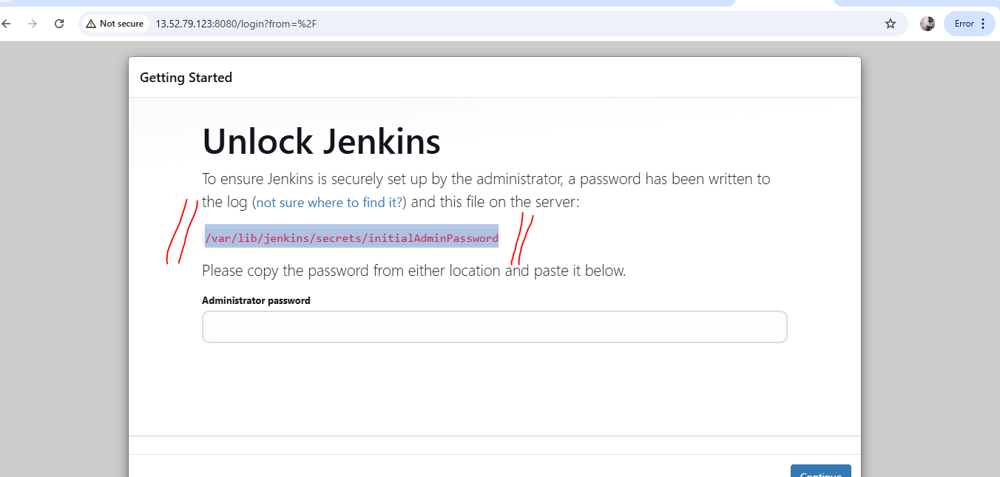 Not secure 13.52.79.123:8080/login?from=%2F Error
Getting Started
Unlock Jenkins
To ensure Jenkins is securely set up by the administrator, a password has been written to
the log (not sure where to find it?) and this file on the server:
/var/lib/jenkins/secrets/initialAdminPassword
Please copy the password from either location and paste it below.
Administrator password
Continue